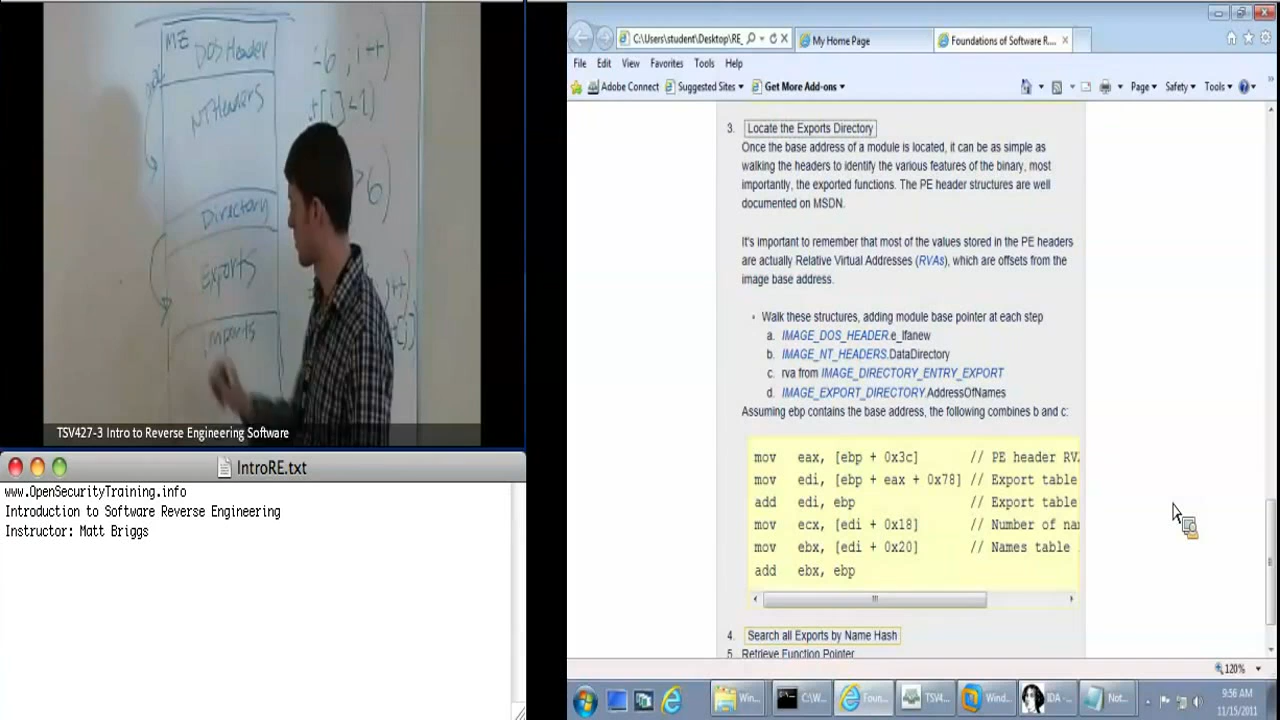 MZ
DOS Header
NT Headers
Directory
Exports
imports
:6 ; i++)
TSV427-3 Intro to Reverse Engineering Software
IntroRE.txt
www.OpenSecurityTraining.info
Introduction to Software Reverse Engineering
Instructor: Matt Briggs
C:\Users\student\Desktop\RE_
My Home Page
Foundations of Software R...
File Edit View Favorites Tools Help
Adobe Connect Suggested Sites Get More Add-ons
Page Safety Tools
3. Locate the Exports Directory
Once the base address of a module is located, it can be as simple as
walking the headers to identify the various features of the binary, most
importantly, the exported functions. The PE header structures are well
documented on MSDN.
It's important to remember that most of the values stored in the PE headers
are actually Relative Virtual Addresses (RVAs), which are offsets from the
image base address.
• Walk these structures, adding module base pointer at each step
a. IMAGE_DOS_HEADER.e_lfanew
b. IMAGE_NT_HEADERS.DataDirectory
c. rva from IMAGE_DIRECTORY_ENTRY_EXPORT
d. IMAGE_EXPORT_DIRECTORY.AddressOfNames
Assuming ebp contains the base address, the following combines b and c:
mov eax, [ebp + 0x3c] // PE header RVA
mov edi, [ebp + eax + 0x78] // Export table
add edi, ebp // Export table
mov ecx, [edi + 0x18] // Number of nam
mov ebx, [edi + 0x20] // Names table
add ebx, ebp
4. Search all Exports by Name Hash
5. Retrieve Function Pointer
120%
Win... C:\W... Foun... TSV4... Wind... IDA -... Not...
9:56 AM
11/15/2011